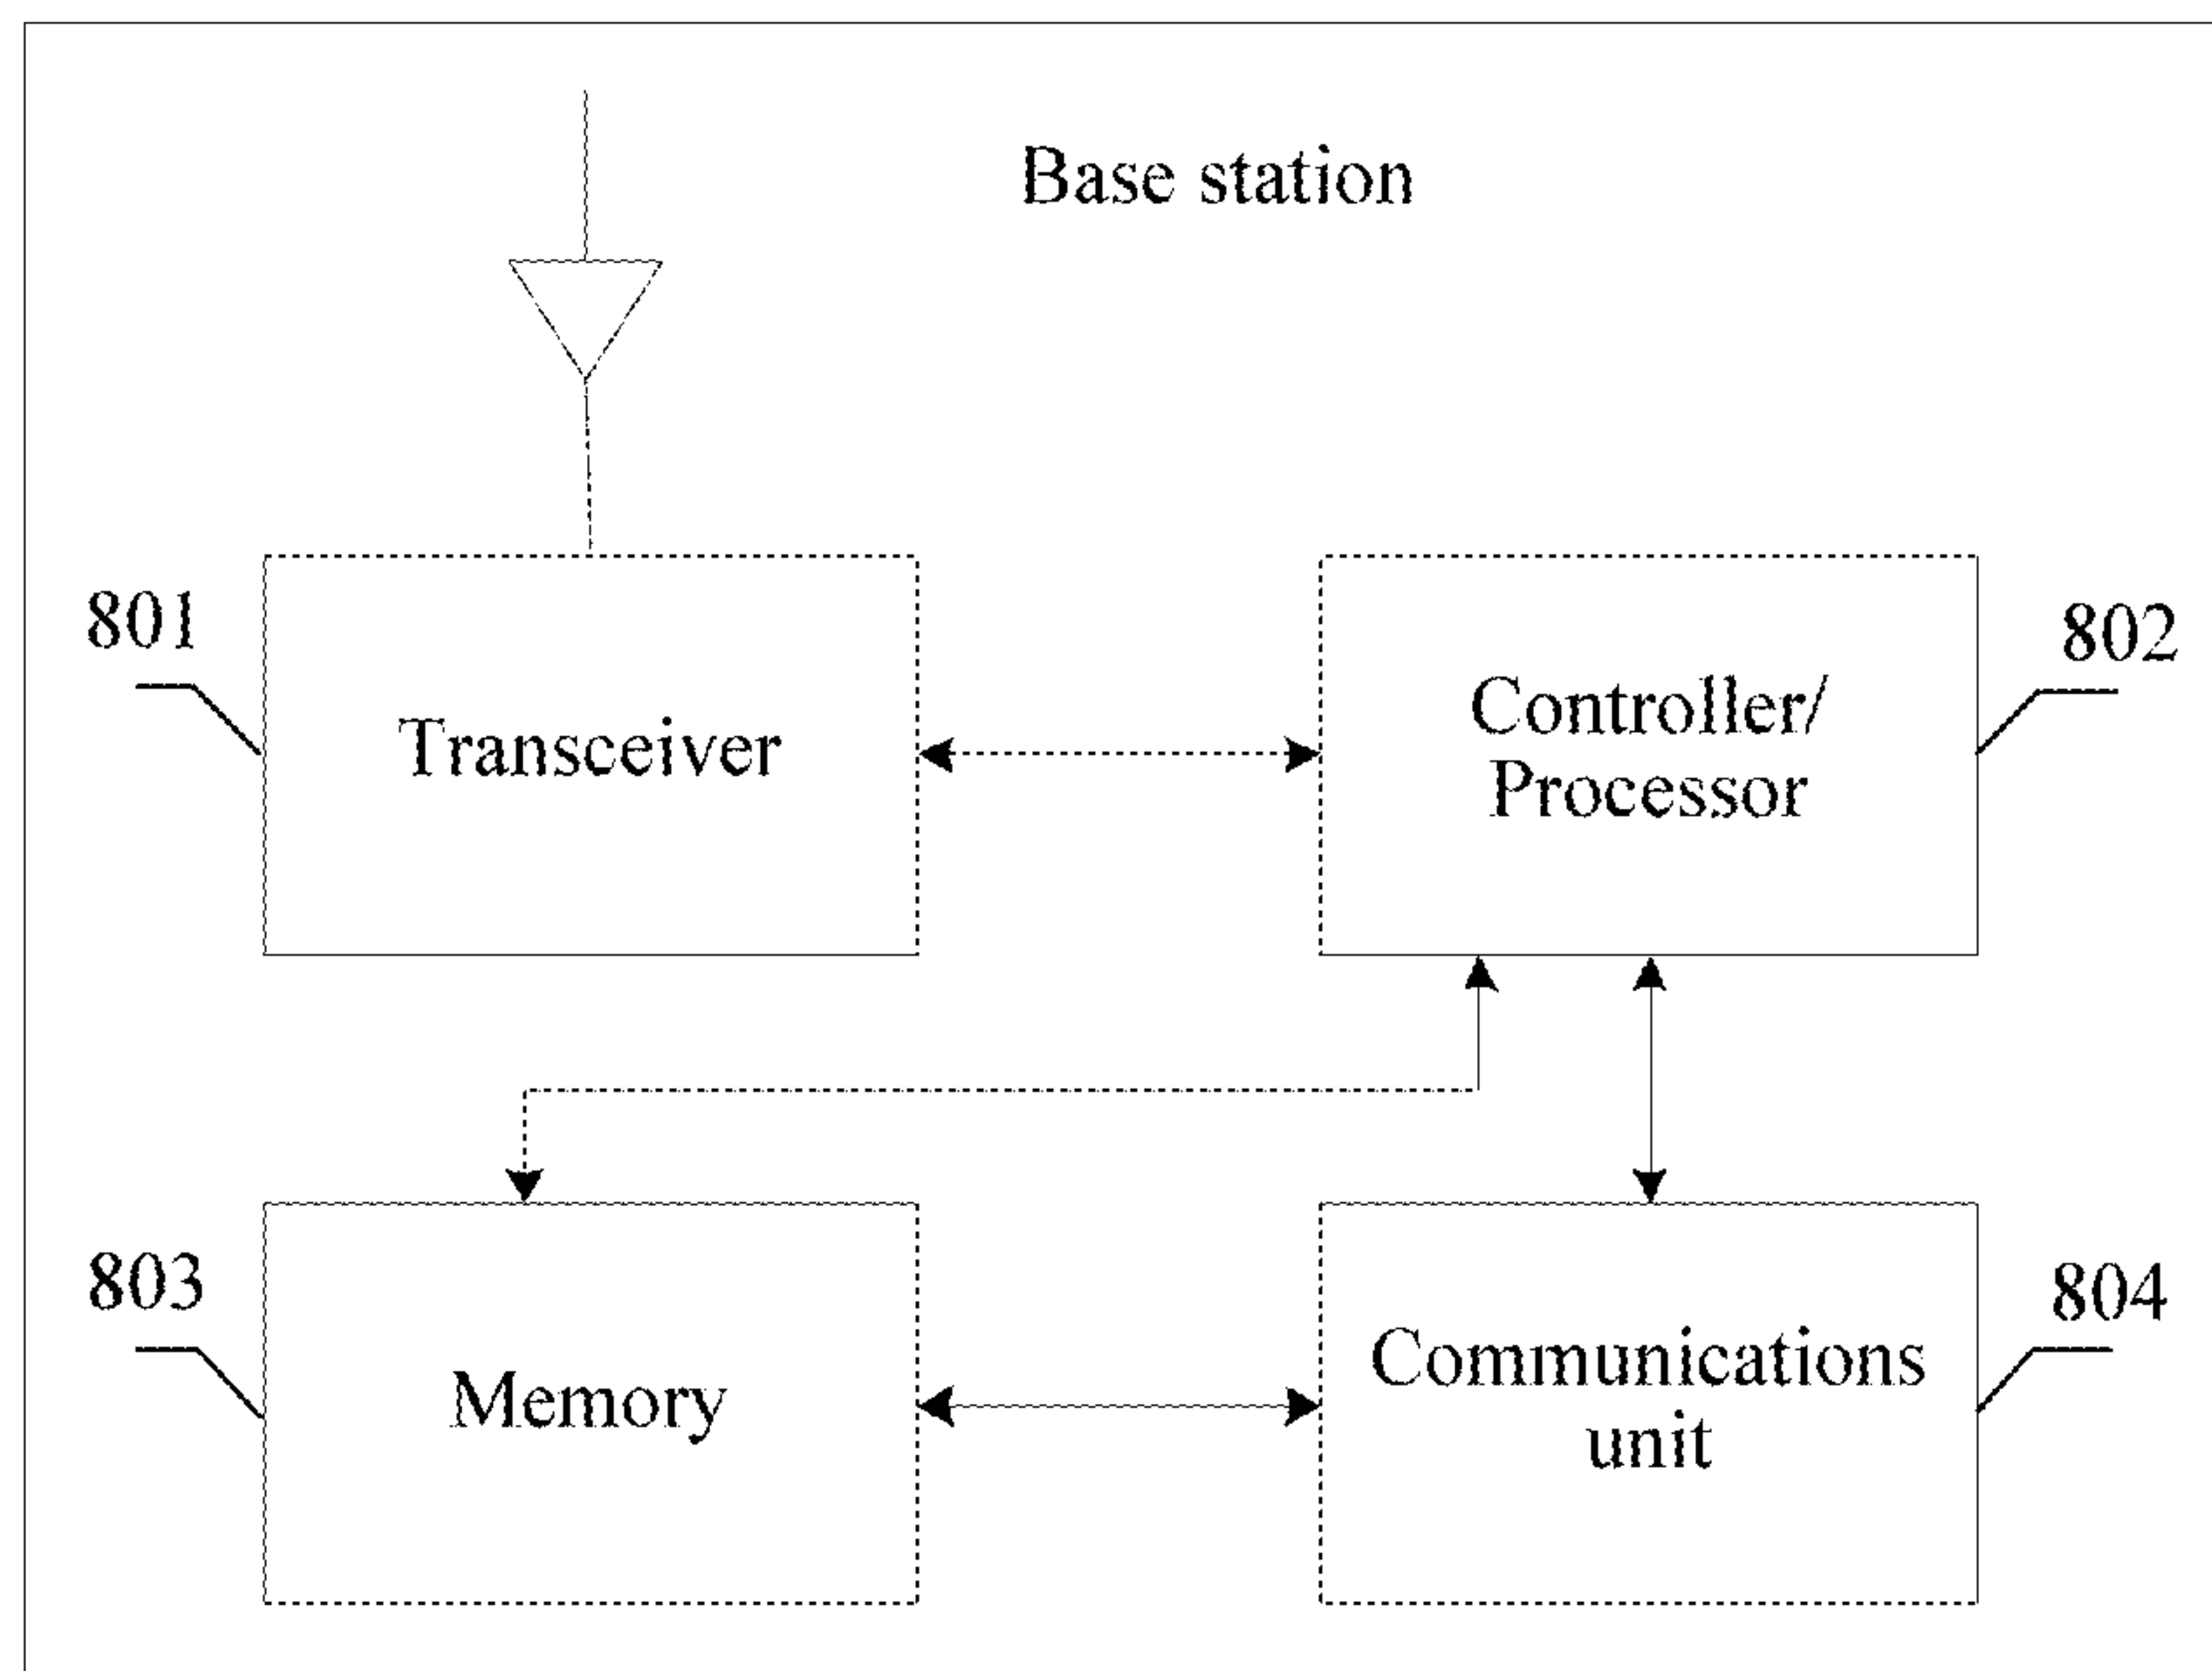 Base station
801
Transceiver
Controller/
Processor
802
803
Memory
Communications
unit
804